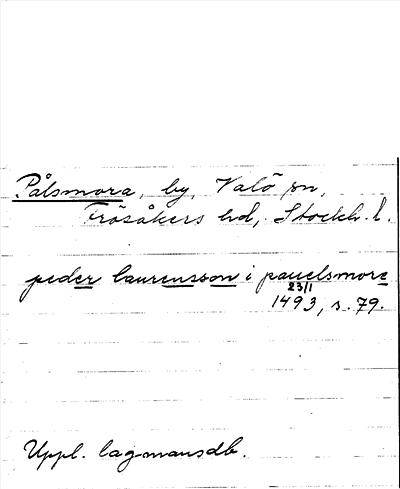 Pålsmora, by, Valö sn,
Frösåkers hd, Stockh. l.
peder laurensson i pauelsmore
23/1
1493, s. 79.
Uppl. lagmansdb.